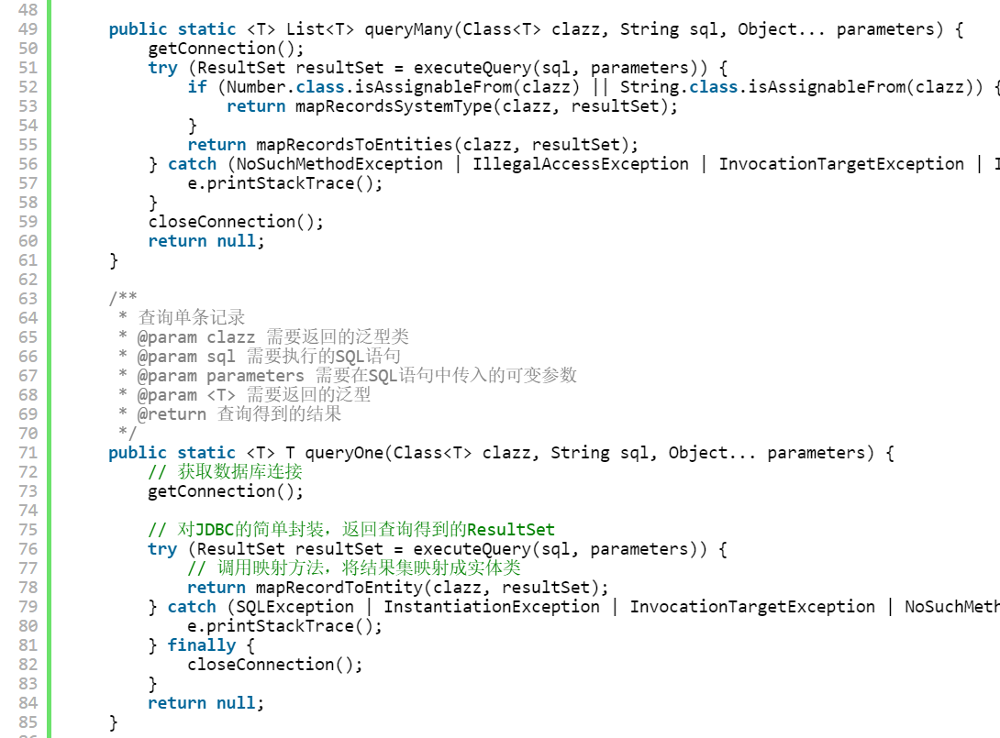 48
49 public static <T> List<T> queryMany(Class<T> clazz, String sql, Object... parameters) {
50 getConnection();
51 try (ResultSet resultSet = executeQuery(sql, parameters)) {
52 if (Number.class.isAssignableFrom(clazz) || String.class.isAssignableFrom(clazz)) {
53 return mapRecordsSystemType(clazz, resultSet);
54 }
55 return mapRecordsToEntities(clazz, resultSet);
56 } catch (NoSuchMethodException | IllegalAccessException | InvocationTargetException | I
57 e.printStackTrace();
58 }
59 closeConnection();
60 return null;
61 }
62
63 /**
64 * 查询单条记录
65 * @param clazz 需要返回的泛型类
66 * @param sql 需要执行的SQL语句
67 * @param parameters 需要在SQL语句中传入的可变参数
68 * @param <T> 需要返回的泛型
69 * @return 查询得到的结果
70 */
71 public static <T> T queryOne(Class<T> clazz, String sql, Object... parameters) {
72 // 获取数据库连接
73 getConnection();
74
75 // 对JDBC的简单封装，返回查询得到的ResultSet
76 try (ResultSet resultSet = executeQuery(sql, parameters)) {
77 // 调用映射方法，将结果集映射成实体类
78 return mapRecordToEntity(clazz, resultSet);
79 } catch (SQLException | InstantiationException | InvocationTargetException | NoSuchMeth
80 e.printStackTrace();
81 } finally {
82 closeConnection();
83 }
84 return null;
85 }